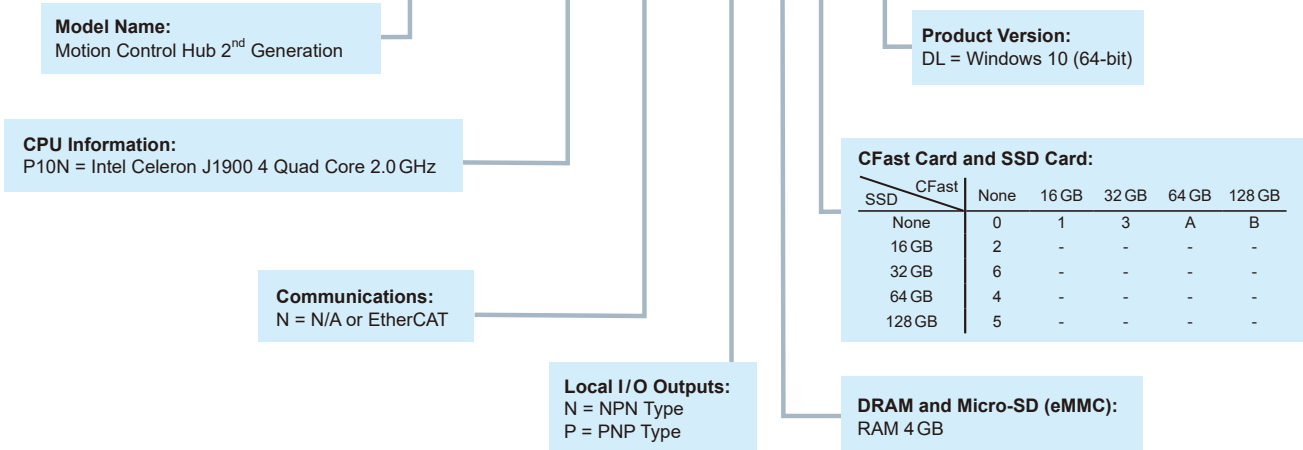 Model Name:
Motion Control Hub 2nd Generation
Product Version:
DL = Windows 10 (64-bit)
CPU Information:
P10N = Intel Celeron J1900 4 Quad Core 2.0 GHz
CFast Card and SSD Card:
SSD CFast None 16 GB 32 GB 64 GB 128 GB
None 0 1 3 A B
16 GB 2 - - - -
32 GB 6 - - - -
64 GB 4 - - - -
128 GB 5 - - - -
Communications:
N = N/A or EtherCAT
Local I/O Outputs:
N = NPN Type
P = PNP Type
DRAM and Micro-SD (eMMC):
RAM 4 GB